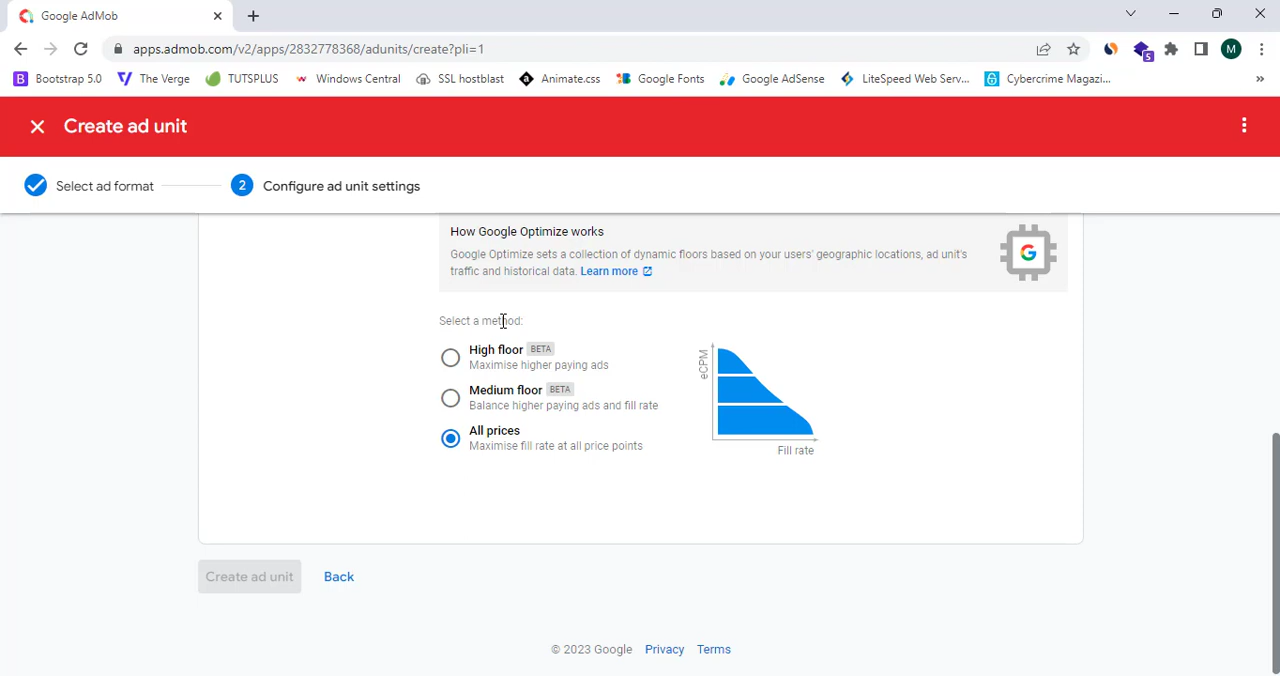 Google AdMob
apps.admob.com/v2/apps/2832778368/adunits/create?pli=1
5
M
B Bootstrap 5.0 The Verge TUTSPLUS w Windows Central SSL hostblast Animate.css Google Fonts Google AdSense LiteSpeed Web Serv... Cybercrime Magazi... »
Create ad unit
Select ad format 2 Configure ad unit settings
How Google Optimize works
Google Optimize sets a collection of dynamic floors based on your users' geographic locations, ad unit's
traffic and historical data. Learn more
G
Select a method:
High floor BETA
Maximise higher paying ads
Medium floor BETA
Balance higher paying ads and fill rate
All prices
Maximise fill rate at all price points
eCPM
Fill rate
Create ad unit Back
© 2023 Google Privacy Terms